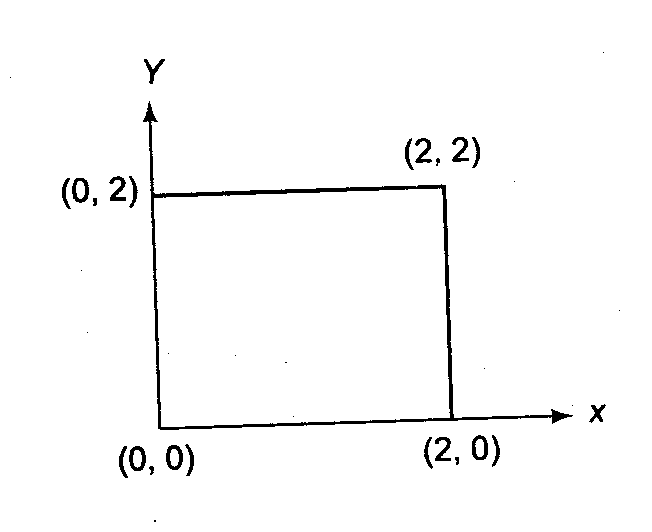 Y
(2, 2)
(0, 2)
x
(0, 0)
(2, 0)